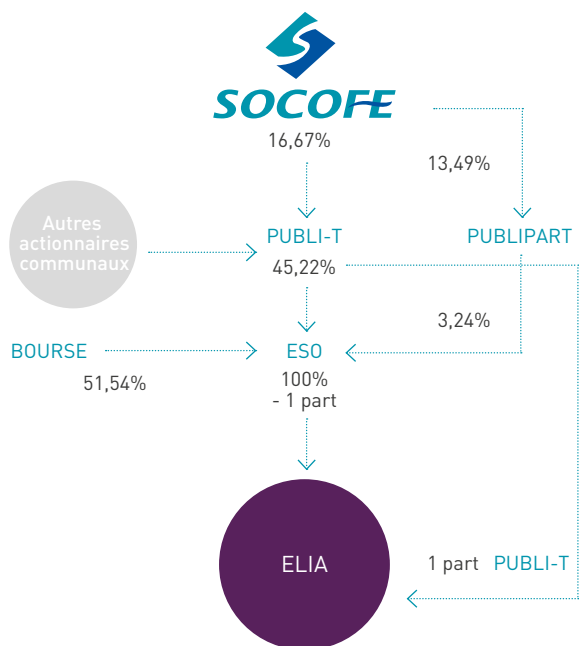 SOCOFE
16,67%
13,49%
Autres
actionnaires
communaux
PUBLI-T
PUBLIPART
45,22%
3,24%
BOURSE
ESO
51,54%
100%
- 1 part
ELIA
1 part PUBLI-T